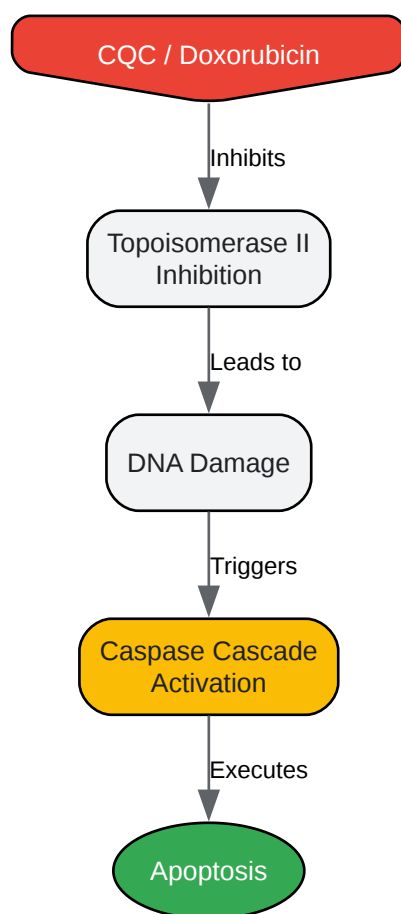 CQC / Doxorubicin
Inhibits
Topoisomerase II
Inhibition
Leads to
DNA Damage
Triggers
Caspase Cascade
Activation
Executes
Apoptosis